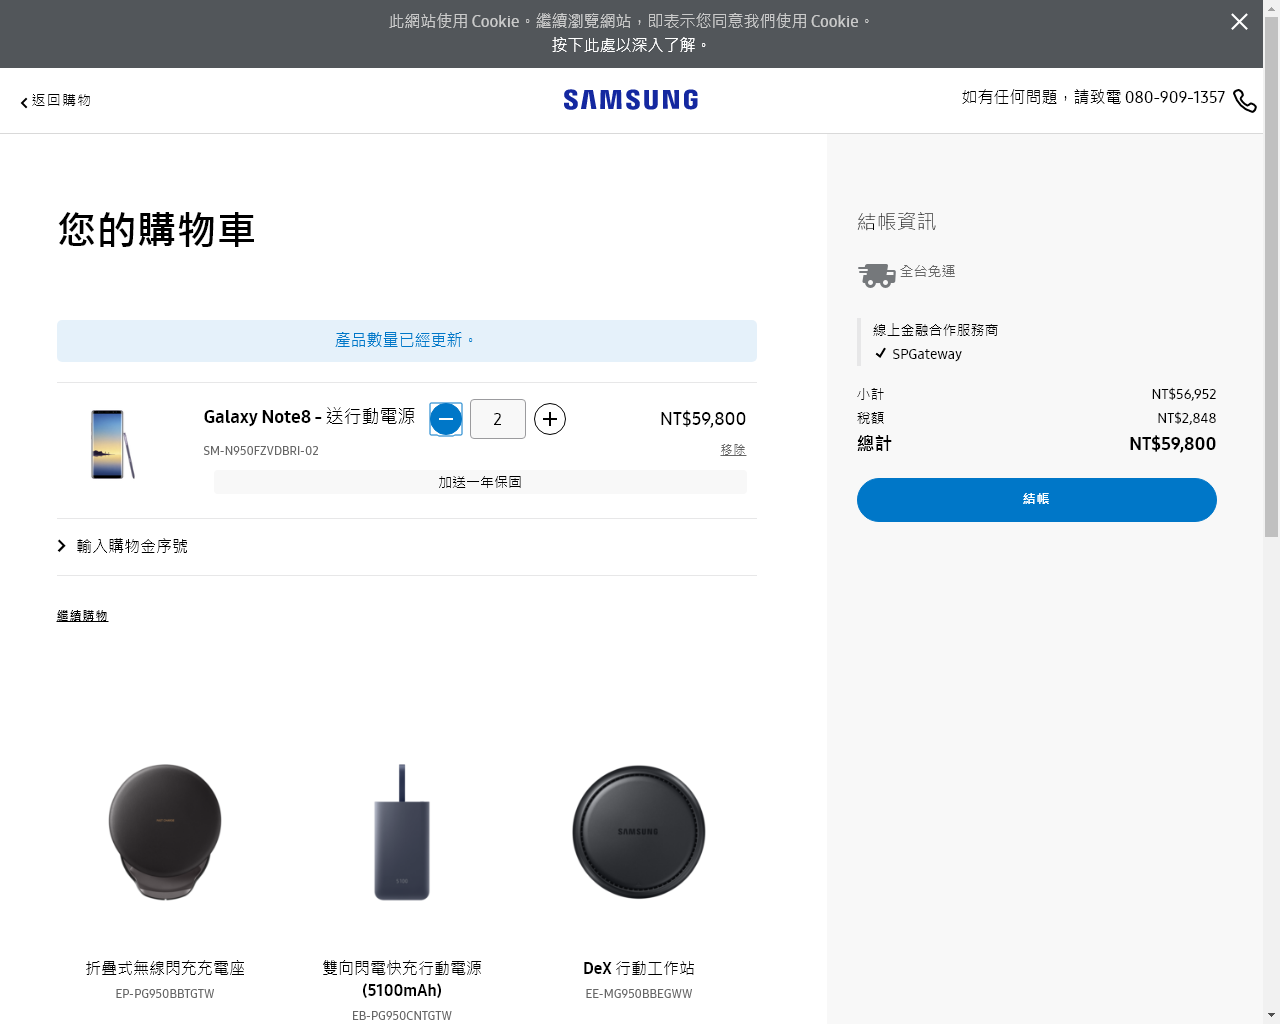 此網站使用 Cookie。繼續瀏覽網站，即表示您同意我們使用 Cookie。
按下此處以深入了解。
返回購物
SAMSUNG
如有任何問題，請致電 080-909-1357
您的購物車
產品數量已經更新。
Galaxy Note8 - 送行動電源
2
NT$59,800
SM-N950FZVDBRI-02
移除
加送一年保固
輸入購物金序號
繼續購物
結帳資訊
全台免運
線上金融合作服務商
SPGateway
小計 NT$56,952
稅額 NT$2,848
總計 NT$59,800
結帳
SAMSUNG
折疊式無線閃充充電座
EP-PG950BBTGTW
雙向閃電快充行動電源
(5100mAh)
EB-PG950CNTGTW
DeX 行動工作站
EE-MG950BBEGWW